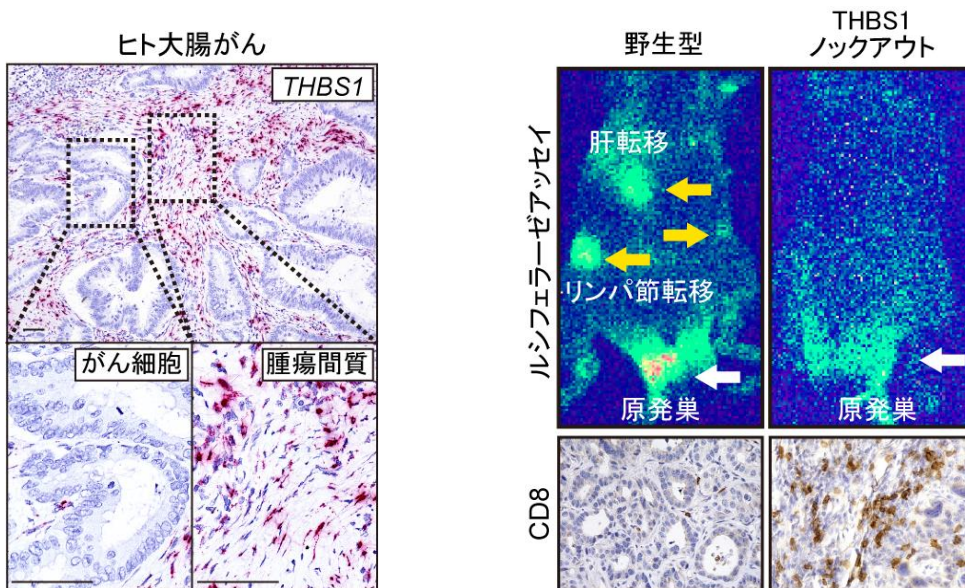 ヒト大腸がん
THBS1
がん細胞
腫瘍間質
野生型
THBS1
ノックアウト
ルシフェラーゼアッセイ
肝転移
リンパ節転移
原発巣
原発巣
CD8